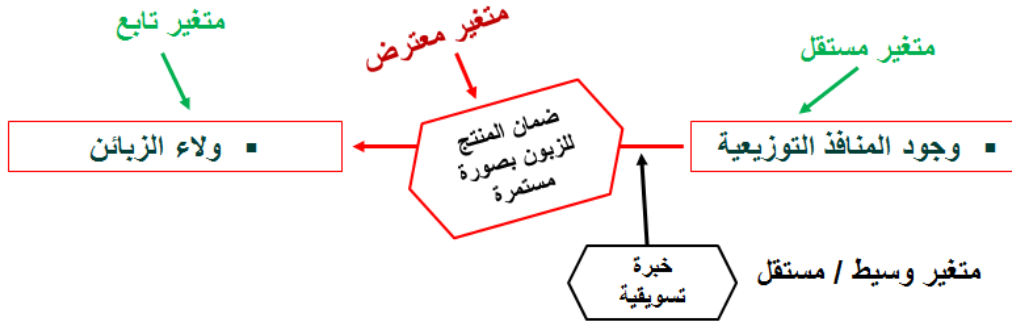 متغير مستقل
متغير معترض
متغير تابع
▪ وجود المنافذ التوزيعية
ضمان المنتج
للزبون بصورة
مستمرة
▪ ولاء الزبائن
خبرة
تسويقية
متغير وسيط / مستقل